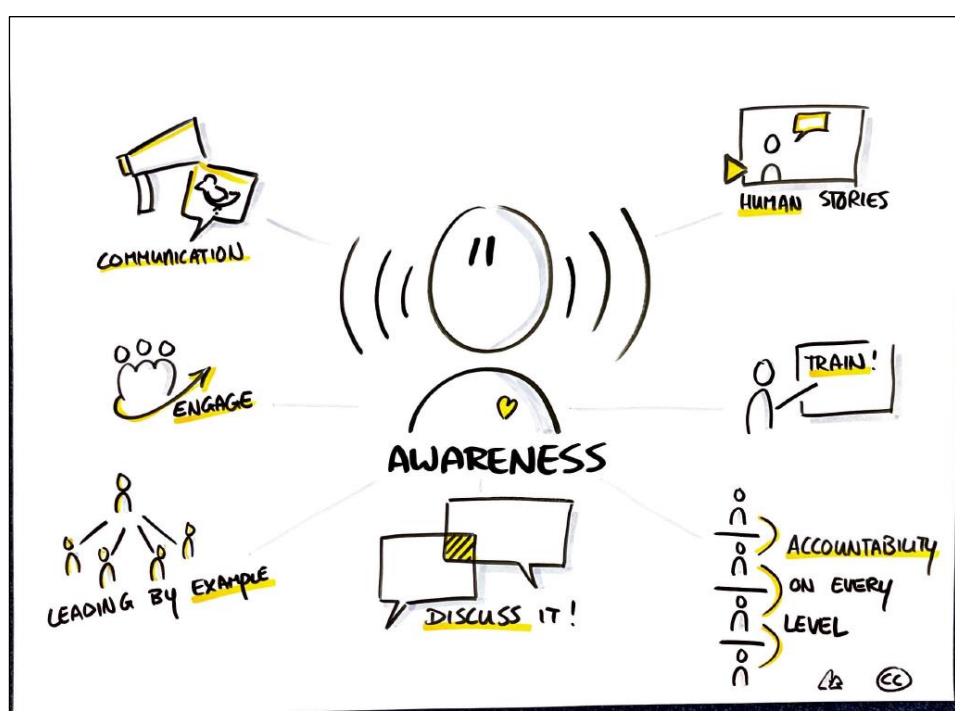 COMMUNICATION
HUMAN STORIES
ENGAGE
TRAIN!
AWARENESS
LEADING BY EXAMPLE
DISCUSS IT!
ACCOUNTABILITY
ON EVERY
LEVEL
CC